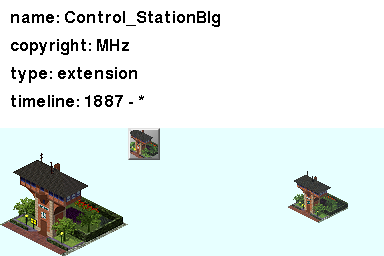 name: Control_StationBlg
copyright: MHz
type: extension
timeline: 1887 - *